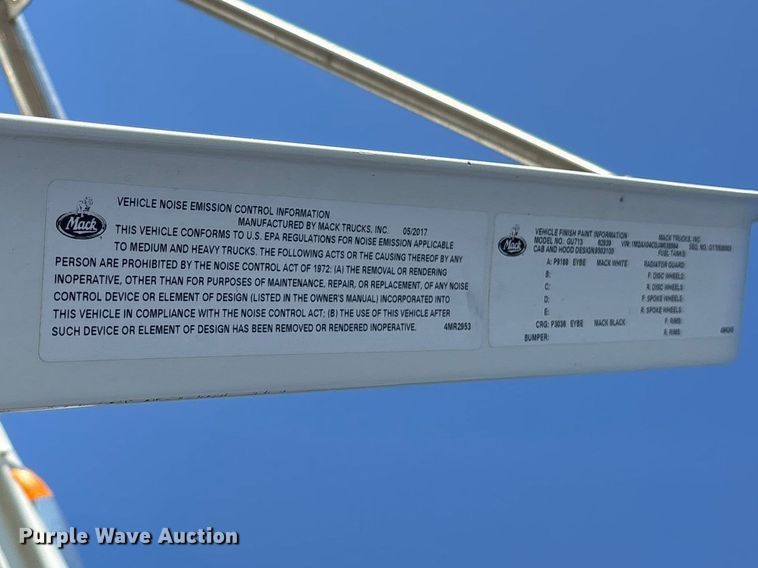 Mack
VEHICLE NOISE EMISSION CONTROL INFORMATION
MANUFACTURED BY MACK TRUCKS, INC. 05/2017
THIS VEHICLE CONFORMS TO U.S. EPA REGULATIONS FOR NOISE EMISSION APPLICABLE
TO MEDIUM AND HEAVY TRUCKS. THE FOLLOWING ACTS OR THE CAUSING THEREOF BY ANY
PERSON ARE PROHIBITED BY THE NOISE CONTROL ACT OF 1972: (A) THE REMOVAL OR RENDERING
INOPERATIVE, OTHER THAN FOR PURPOSES OF MAINTENANCE, REPAIR, OR REPLACEMENT, OF ANY NOISE
CONTROL DEVICE OR ELEMENT OF DESIGN (LISTED IN THE OWNER'S MANUAL) INCORPORATED INTO
THIS VEHICLE IN COMPLIANCE WITH THE NOISE CONTROL ACT; (B) THE USE OF THIS VEHICLE AFTER
SUCH DEVICE OR ELEMENT OF DESIGN HAS BEEN REMOVED OR RENDERED INOPERATIVE. 4MR2953
Mack
VEHICLE FINISH PAINT INFORMATION MACK TRUCKS, INC.
MODEL NO. GU713 VIN:
CAB AND HOOD DESIGN: FUEL TANKS:
A: P9188 EYBE MACK WHITE RADIATOR GUARD:
B: F. DISC WHEELS:
C: R. DISC WHEELS:
D: F. SPOKE WHEELS:
E: R. SPOKE WHEELS:
CRG: P3036 EYBE MACK BLACK F. RIMS:
BUMPER: R. RIMS:
Purple Wave Auction